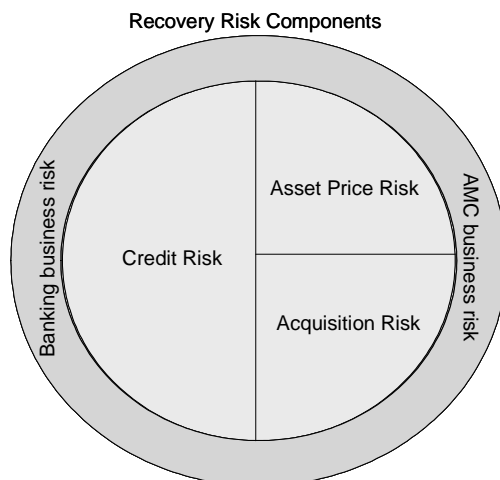 Recovery Risk Components
Banking business risk
Credit Risk
Asset Price Risk
Acquisition Risk
AMC business risk